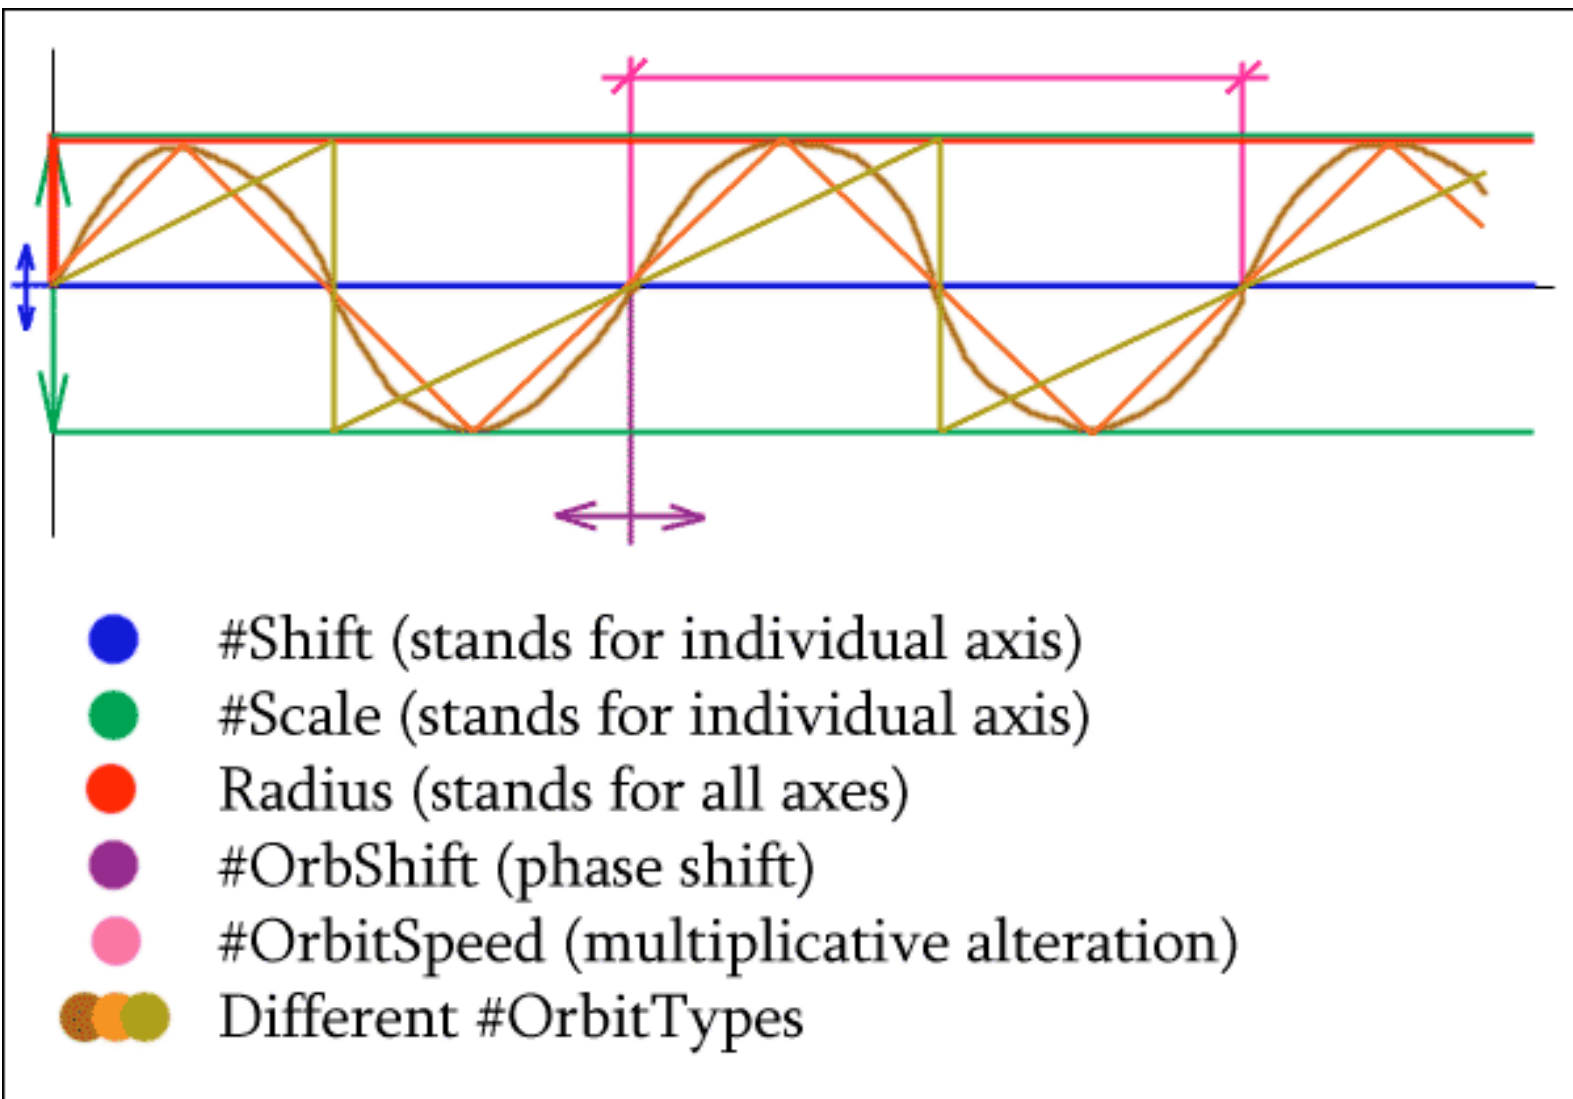 #Shift (stands for individual axis)
#Scale (stands for individual axis)
Radius (stands for all axes)
#OrbShift (phase shift)
#OrbitSpeed (multiplicative alteration)
Different #OrbitTypes